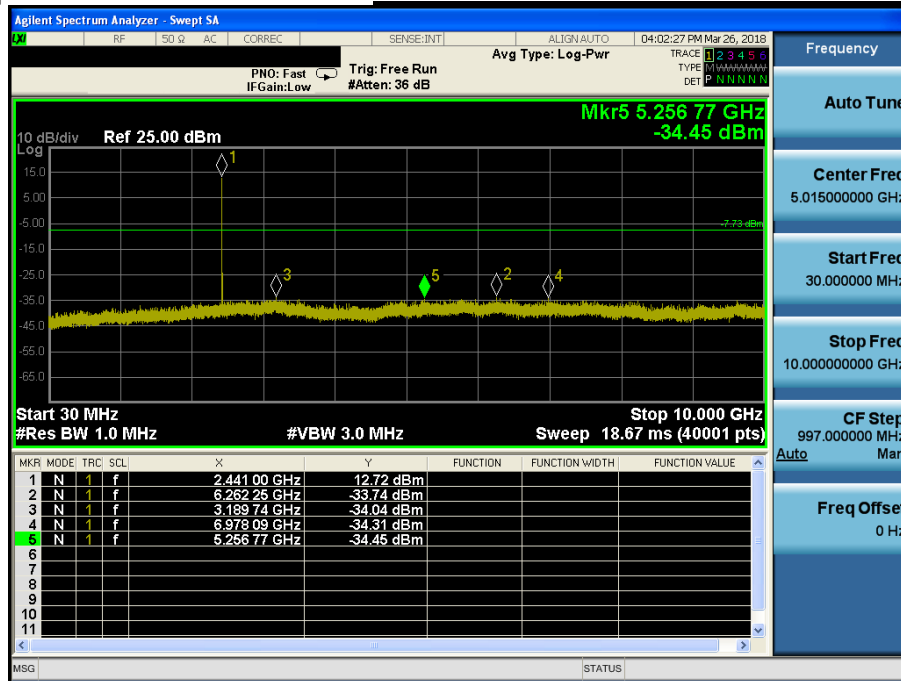 Agilent Spectrum Analyzer - Swept SA
LXI RF 50 Ω AC CORREC SENSE:INT ALIGN AUTO 04:02:27 PM Mar 26, 2018
Avg Type: Log-Pwr TRACE 1 2 3 4 5 6
PNO: Fast Trig: Free Run TYPE M WWWWW
IFGain:Low #Atten: 36 dB DET P N N N N N
Mkr5 5.256 77 GHz
-34.45 dBm
10 dB/div Ref 25.00 dBm
Log
15.0
5.00
-5.00
-15.0
-25.0
-35.0
-45.0
-55.0
-65.0
-7.73 dBm
1
3
5
2
4
Start 30 MHz Stop 10.000 GHz
#Res BW 1.0 MHz #VBW 3.0 MHz Sweep 18.67 ms (40001 pts)
MKR MODE TRC SCL X Y FUNCTION FUNCTION WIDTH FUNCTION VALUE
1 N 1 f 2.441 00 GHz 12.72 dBm
2 N 1 f 6.262 25 GHz -33.74 dBm
3 N 1 f 3.189 74 GHz -34.04 dBm
4 N 1 f 6.978 09 GHz -34.31 dBm
5 N 1 f 5.256 77 GHz -34.45 dBm
6
7
8
9
10
11
MSG STATUS
Frequency
Auto Tune
Center Freq
5.015000000 GHz
Start Freq
30.000000 MHz
Stop Freq
10.000000000 GHz
CF Step
997.000000 MHz
Auto Man
Freq Offset
0 Hz